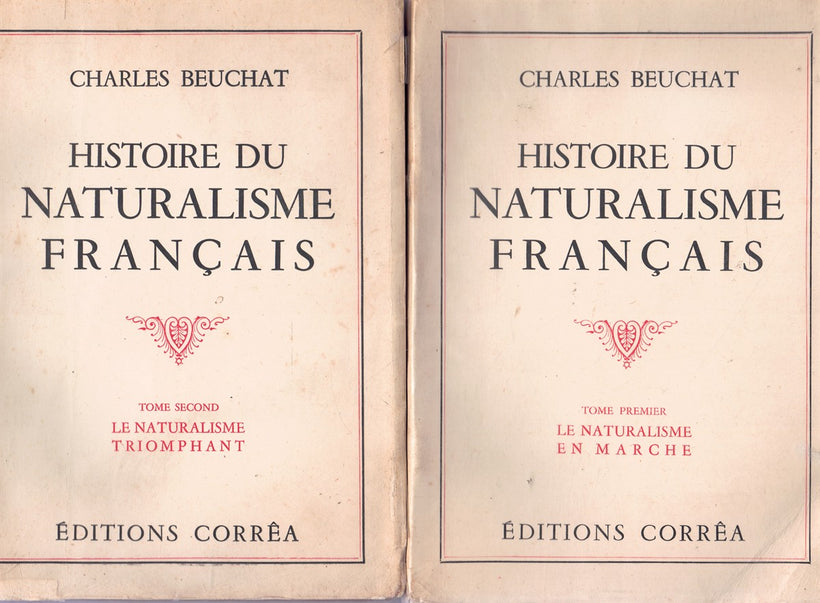 CHARLES BEUCHAT
HISTOIRE DU
NATURALISME
FRANÇAIS
TOME SECOND
LE NATURALISME
TRIOMPHANT
ÉDITIONS CORRÊA
CHARLES BEUCHAT
HISTOIRE DU
NATURALISME
FRANÇAIS
TOME PREMIER
LE NATURALISME
EN MARCHE
ÉDITIONS CORRÊA